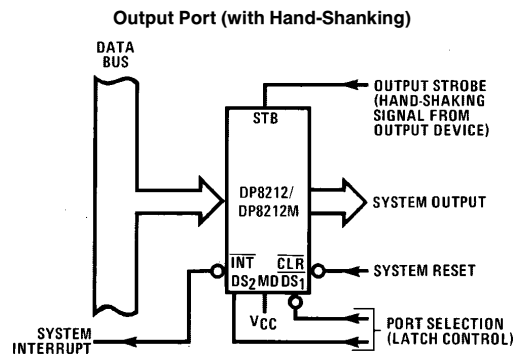 Output Port (with Hand-Shanking)
DATA
BUS
OUTPUT STROBE
(HAND-SHAKING
SIGNAL FROM
OUTPUT DEVICE)
STB
DP8212/
DP8212M
SYSTEM OUTPUT
INT CLR
DS2 MD DS1
SYSTEM RESET
VCC
PORT SELECTION
(LATCH CONTROL)
SYSTEM
INTERRUPT